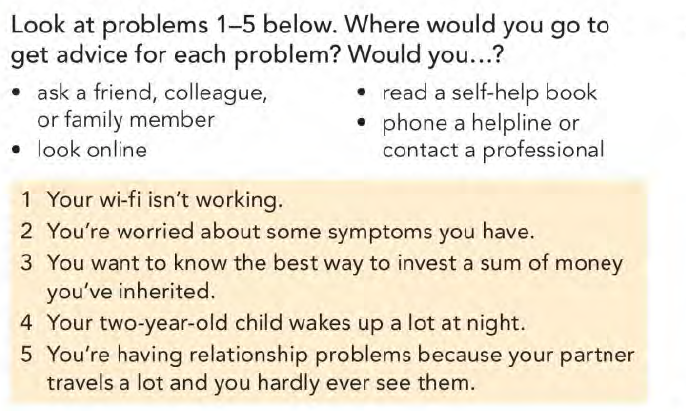 Look at problems 1–5 below. Where would you go to
get advice for each problem? Would you…?
• ask a friend, colleague,
or family member
• look online
• read a self-help book
• phone a helpline or
contact a professional
1 Your wi-fi isn't working.
2 You're worried about some symptoms you have.
3 You want to know the best way to invest a sum of money
you've inherited.
4 Your two-year-old child wakes up a lot at night.
5 You're having relationship problems because your partner
travels a lot and you hardly ever see them.